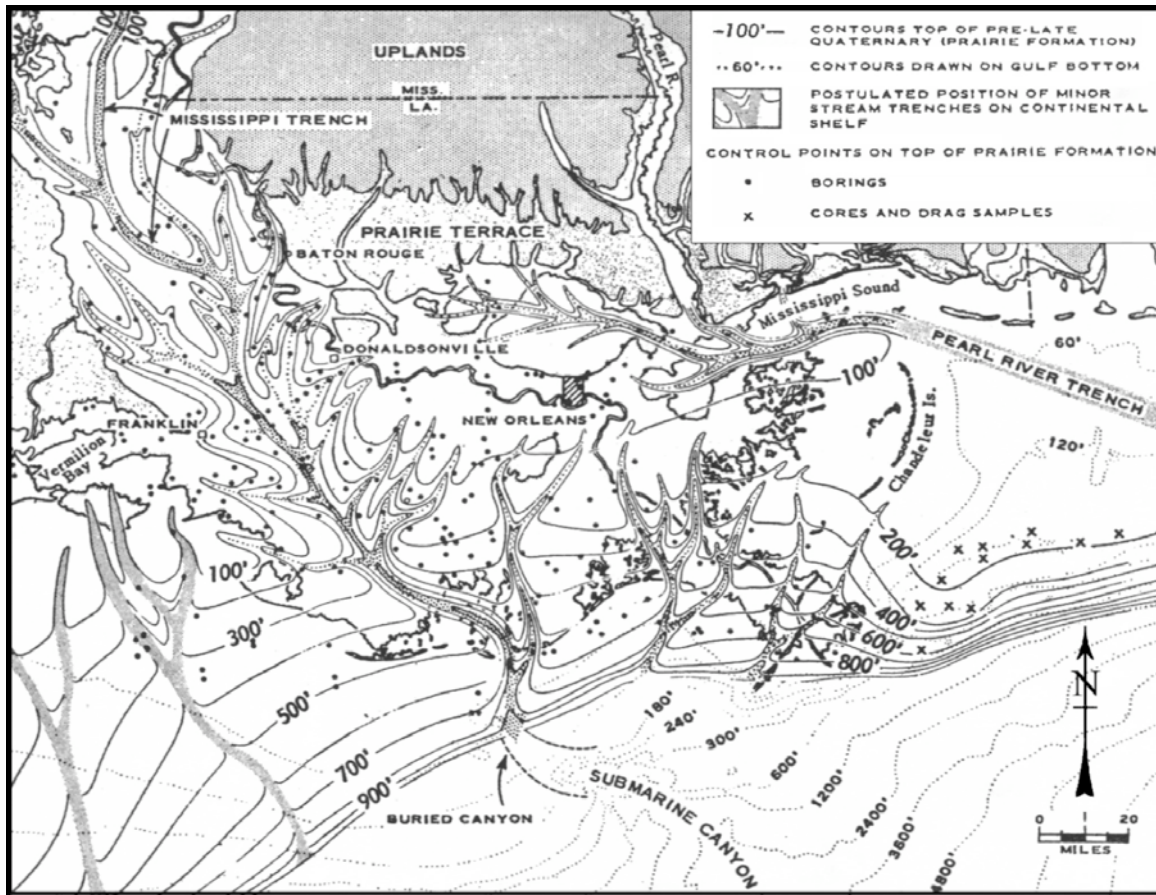 -100'- CONTOURS TOP OF PRE-LATE
QUATERNARY (PRAIRIE FORMATION)
··60'·· CONTOURS DRAWN ON GULF BOTTOM
POSTULATED POSITION OF MINOR
STREAM TRENCHES ON CONTINENTAL
SHELF
CONTROL POINTS ON TOP OF PRAIRIE FORMATION
• BORINGS
x CORES AND DRAG SAMPLES
100'
100'
UPLANDS
Pearl R.
MISS.
LA.
MISSISSIPPI TRENCH
PRAIRIE TERRACE
BATON ROUGE
Mississippi Sound
60'
PEARL RIVER TRENCH
DONALDSONVILLE
100'
Chandeleur Is.
NEW ORLEANS
FRANKLIN
Vermilion
Bay
120'
200'
100'
400'
300'
600'
800'
N
500'
180'
240'
300'
600'
700'
1200'
900'
2400'
3600'
4800'
SUBMARINE CANYON
BURIED CANYON
0 20
MILES